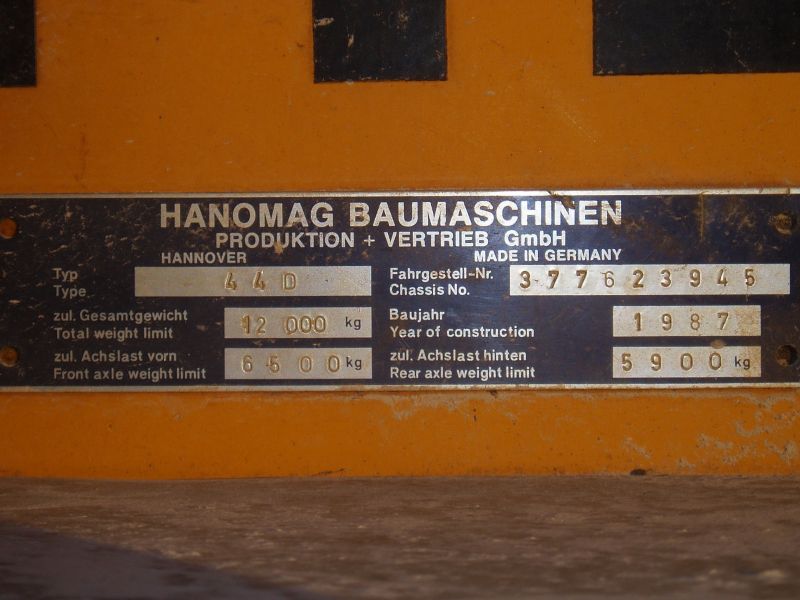 HANOMAG BAUMASCHINEN
PRODUKTION + VERTRIEB GmbH
HANNOVER MADE IN GERMANY
Typ
Type 44D
Fahrgestell-Nr.
Chassis No. 377623945
zul. Gesamtgewicht
Total weight limit 12 000 kg
Baujahr
Year of construction 1987
zul. Achslast vorn
Front axle weight limit 6500 kg
zul. Achslast hinten
Rear axle weight limit 5900 kg